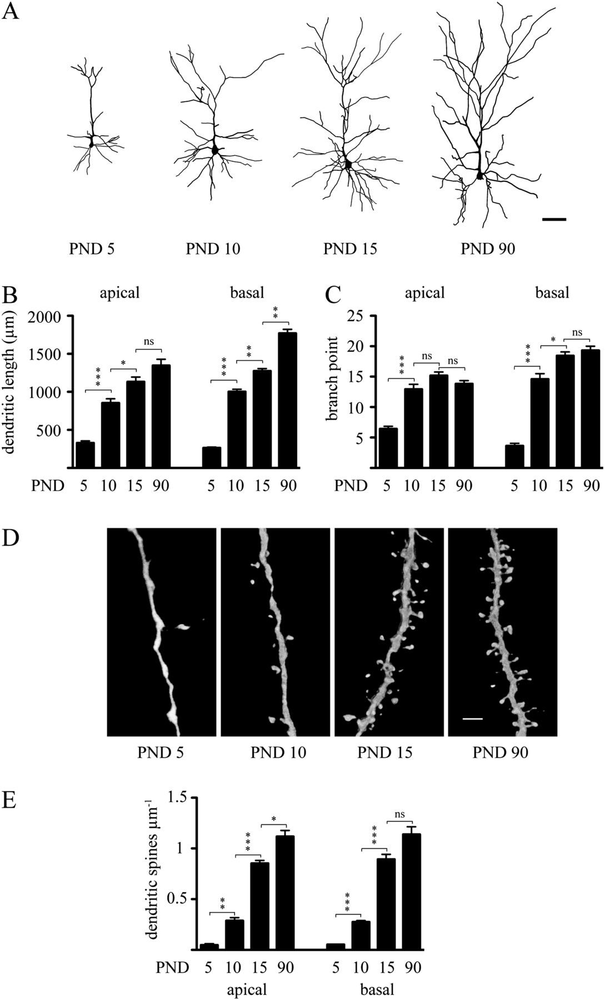 A
PND 5 PND 10 PND 15 PND 90
B
apical basal
dendritic length (µm)
2000
1500
1000
500
*** * ns
*** ** **
PND 5 10 15 90 5 10 15 90
C
apical basal
branch point
25
20
15
10
5
*** ns ns
*** * ns
PND 5 10 15 90 5 10 15 90
D
PND 5 PND 10 PND 15 PND 90
E
dendritic spines µm-1
1.5
1
0.5
** *** *
*** *** ns
PND 5 10 15 90 5 10 15 90
apical basal